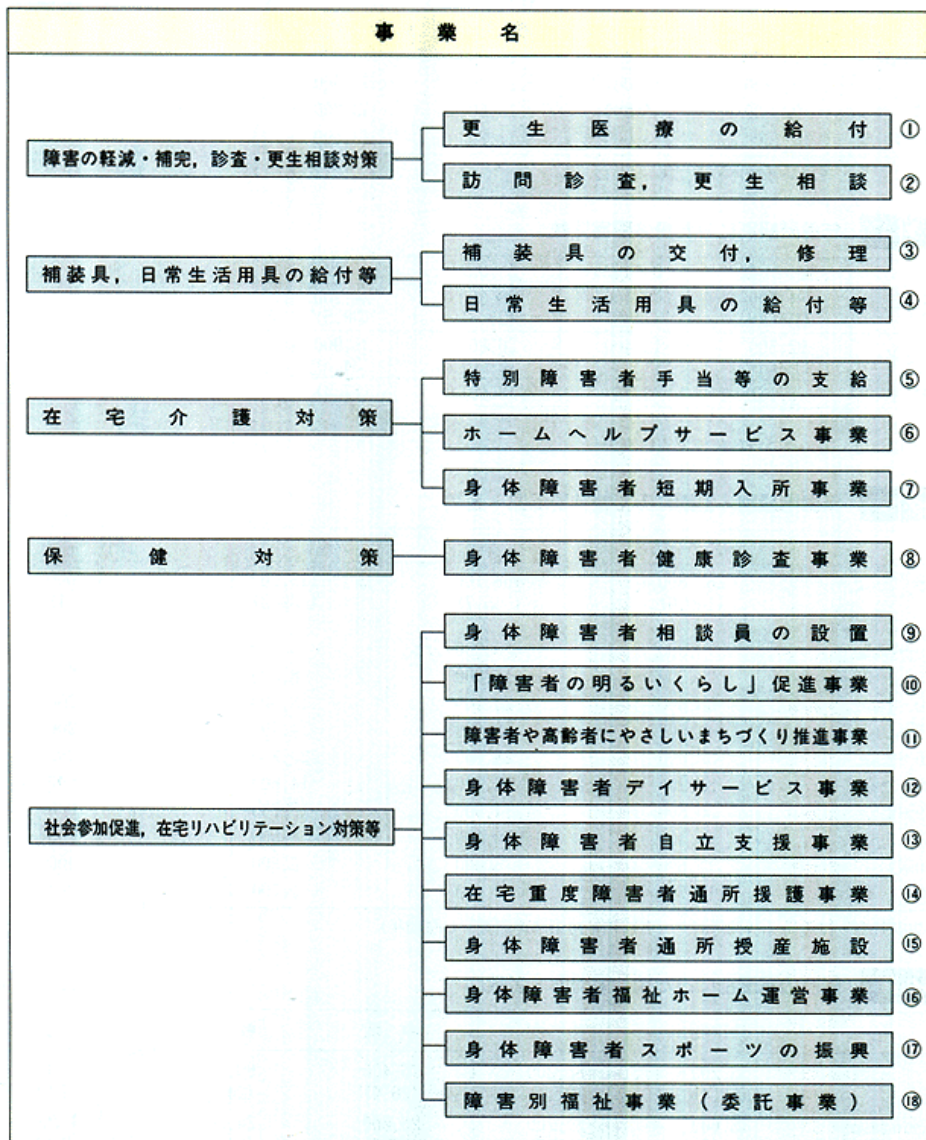 事業名
障害の軽減・補完，診査・更生相談対策
更生医療の給付 ①
訪問診査，更生相談 ②
補装具，日常生活用具の給付等
補装具の交付，修理 ③
日常生活用具の給付等 ④
在宅介護対策
特別障害者手当等の支給 ⑤
ホームヘルプサービス事業 ⑥
身体障害者短期入所事業 ⑦
保健対策
身体障害者健康診査事業 ⑧
社会参加促進，在宅リハビリテーション対策等
身体障害者相談員の設置 ⑨
「障害者の明るいくらし」促進事業 ⑩
障害者や高齢者にやさしいまちづくり推進事業 ⑪
身体障害者デイサービス事業 ⑫
身体障害者自立支援事業 ⑬
在宅重度障害者通所援護事業 ⑭
身体障害者通所授産施設 ⑮
身体障害者福祉ホーム運営事業 ⑯
身体障害者スポーツの振興 ⑰
障害別福祉事業（委託事業） ⑱